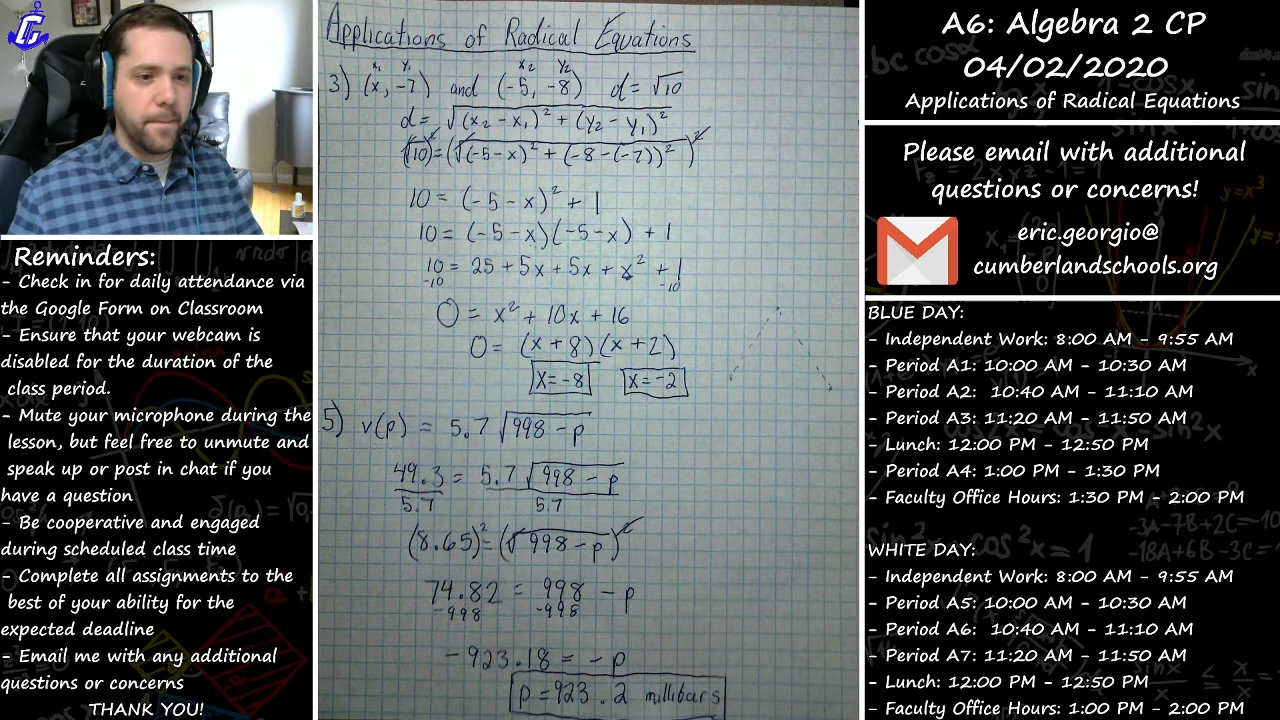 G
Reminders:
- Check in for daily attendance via
the Google Form on Classroom
- Ensure that your webcam is
disabled for the duration of the
class period.
- Mute your microphone during the
lesson, but feel free to unmute and
speak up or post in chat if you
have a question
- Be cooperative and engaged
during scheduled class time
- Complete all assignments to the
best of your ability for the
expected deadline
- Email me with any additional
questions or concerns
THANK YOU!
Applications of Radical Equations
x₁ y₁ x₂ y₂
3) (x, -7) and (-5, -8) d = √10
d = √(x₂ - x₁)² + (y₂ - y₁)²
(√10)² = (√(-5-x)² + (-8-(-7))²)²
10 = (-5-x)² + 1
10 = (-5-x)(-5-x) + 1
10 = 25 + 5x + 5x + x² + 1
-10 -10
0 = x² + 10x + 16
0 = (x+8)(x+2)
x=-8 x=-2
5) v(p) = 5.7√998 - p
49.3 = 5.7√998 - p
5.7 5.7
(8.65)² = (√998 - p)²
74.82 = 998 - p
-998 -998
-923.18 = -p
p = 923.2 millibars
A6: Algebra 2 CP
04/02/2020
Applications of Radical Equations
Please email with additional
questions or concerns!
eric.georgio@
cumberlandschools.org
BLUE DAY:
- Independent Work: 8:00 AM - 9:55 AM
- Period A1: 10:00 AM - 10:30 AM
- Period A2: 10:40 AM - 11:10 AM
- Period A3: 11:20 AM - 11:50 AM
- Lunch: 12:00 PM - 12:50 PM
- Period A4: 1:00 PM - 1:30 PM
- Faculty Office Hours: 1:30 PM - 2:00 PM
WHITE DAY:
- Independent Work: 8:00 AM - 9:55 AM
- Period A5: 10:00 AM - 10:30 AM
- Period A6: 10:40 AM - 11:10 AM
- Period A7: 11:20 AM - 11:50 AM
- Lunch: 12:00 PM - 12:50 PM
- Faculty Office Hours: 1:00 PM - 2:00 PM